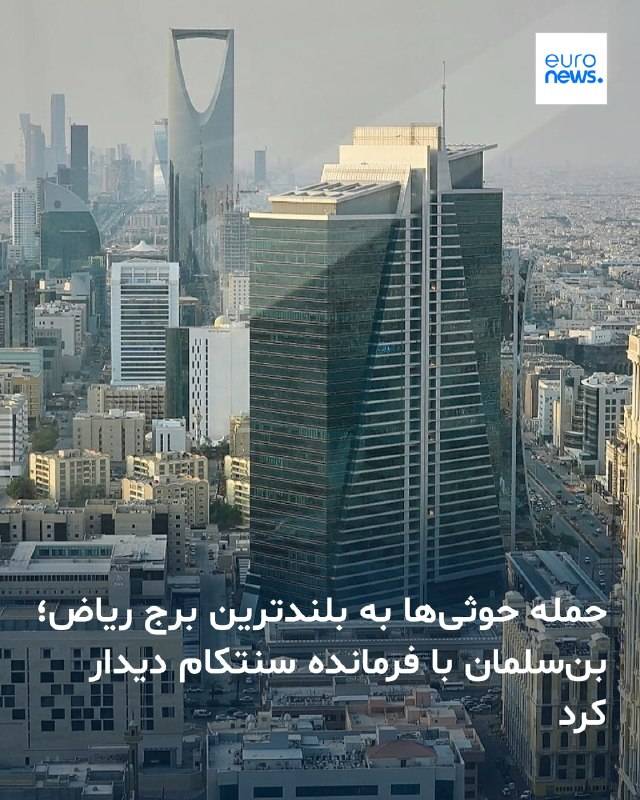 euro
news.
حمله حوثی‌ها به بلندترین برج ریاض؛
بن‌سلمان با فرمانده سنتکام دیدار
کرد